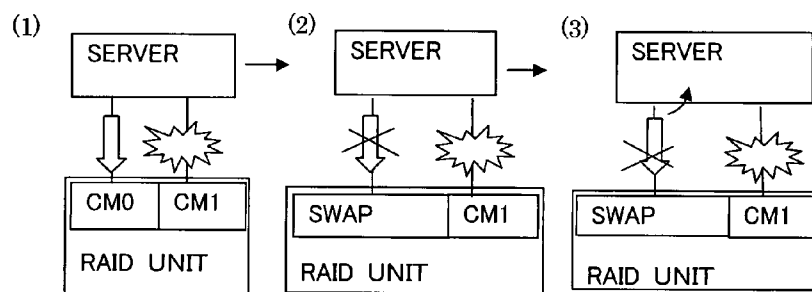 (1)
SERVER
CM0 CM1
RAID UNIT
(2)
SERVER
SWAP CM1
RAID UNIT
(3)
SERVER
SWAP CM1
RAID UNIT